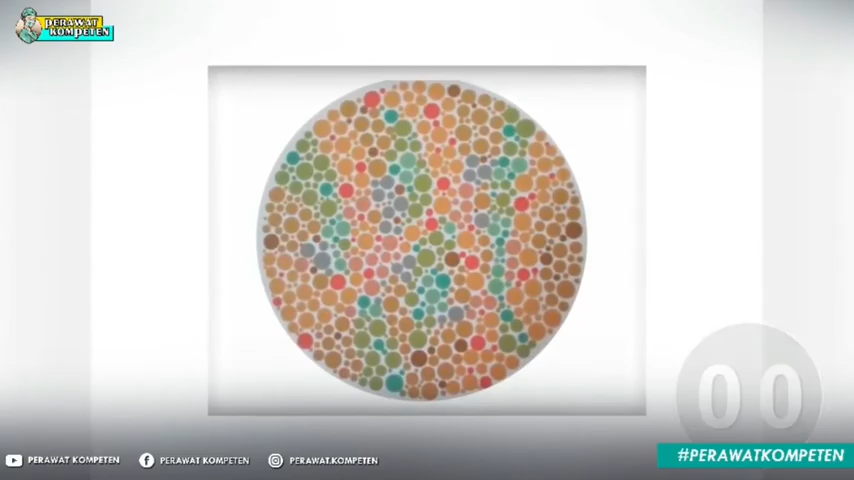 PERAWAT
KOMPETEN
00
PERAWAT KOMPETEN
PERAWAT KOMPETEN
PERAWAT.KOMPETEN
#PERAWATKOMPETEN